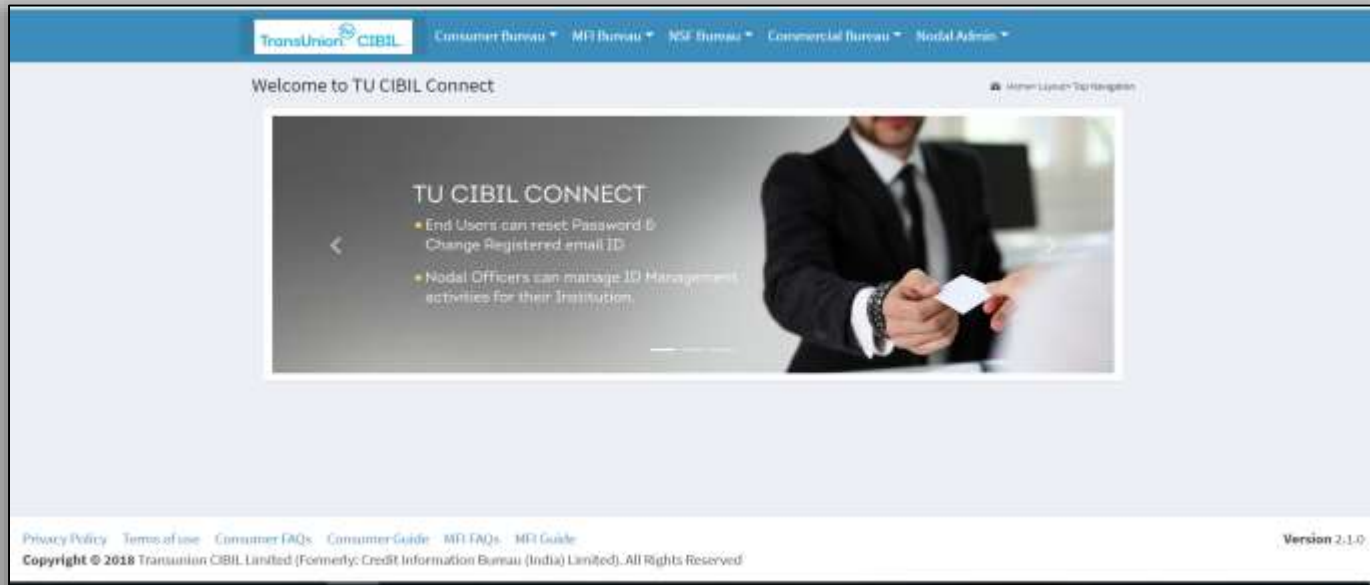 TransUnion CIBIL Consumer Bureau MFI Bureau NSF Bureau Commercial Bureau Nodal Admin
Welcome to TU CIBIL Connect Home> Layout> Top Navigation
TU CIBIL CONNECT
End Users can reset Password &
Change Registered email ID
Nodal Officers can manage ID Management
activities for their Institution.
Privacy Policy Terms of use Consumer FAQs Consumer Guide MFI FAQs MFI Guide Version 2.1.0
Copyright © 2018 Transunion CIBIL Limited (Formerly: Credit Information Bureau (India) Limited). All Rights Reserved